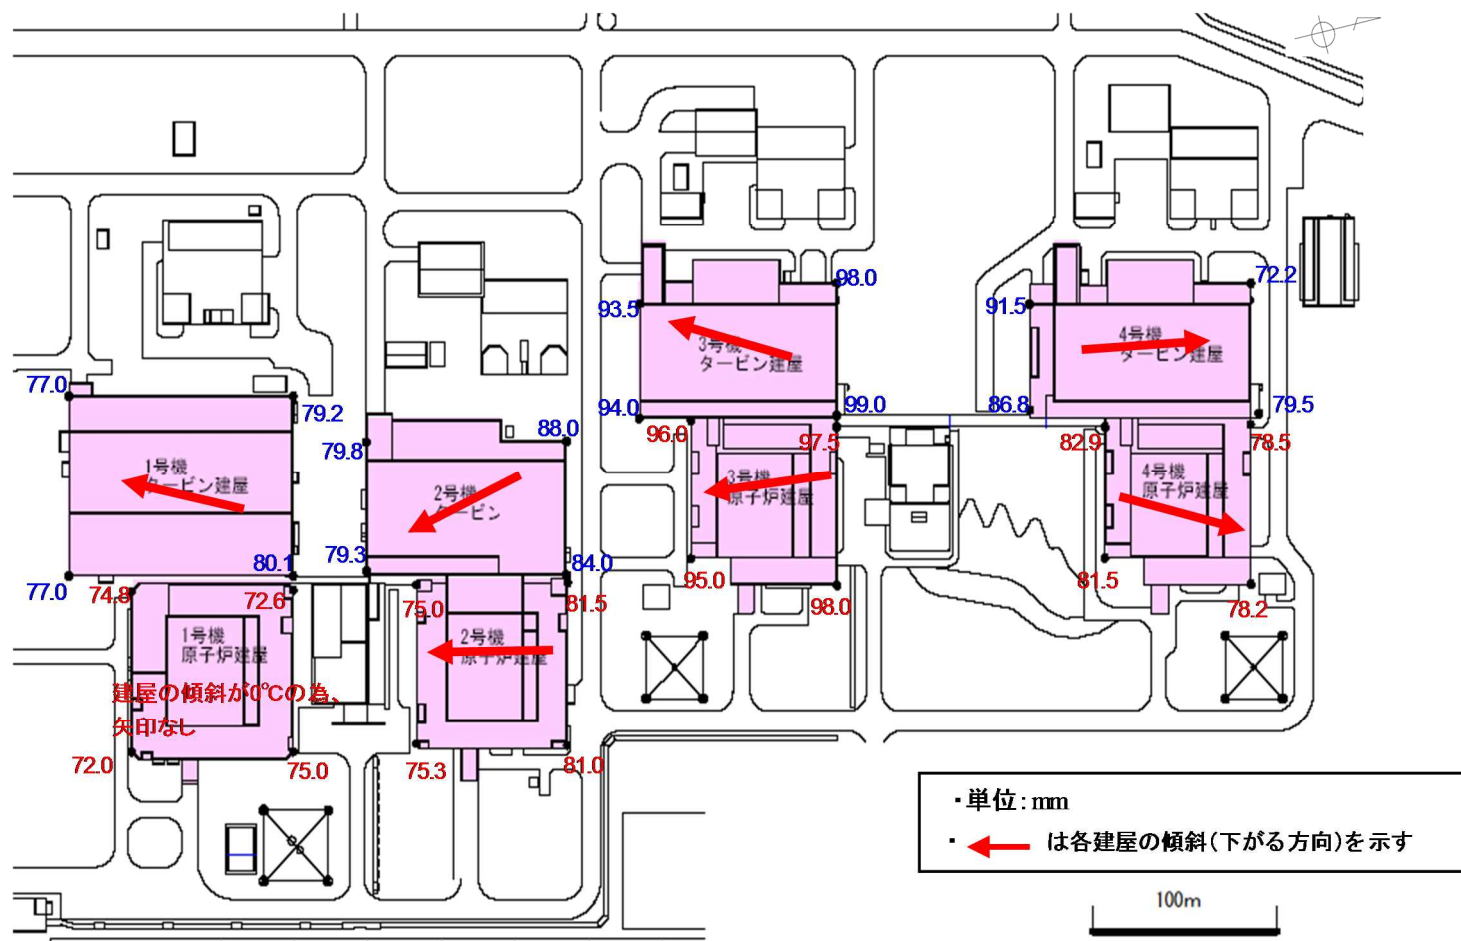 98.0
72.2
93.5
91.5
4号機
タービン建屋
3号機
タービン建屋
77.0
94.0
99.0
86.8
79.5
79.2
88.0
96.0
97.5
82.9
78.5
79.8
1号機
タービン建屋
2号機
タービン
3号機
原子炉建屋
4号機
原子炉建屋
79.3
80.1
84.0
77.0
74.8
72.6
75.0
81.5
95.0
98.0
81.5
78.2
1号機
原子炉建屋
2号機
原子炉建屋
建屋の傾斜が0℃の為、
矢印なし
72.0
75.0
75.3
81.0
・単位:mm
・ は各建屋の傾斜(下がる方向)を示す
100m